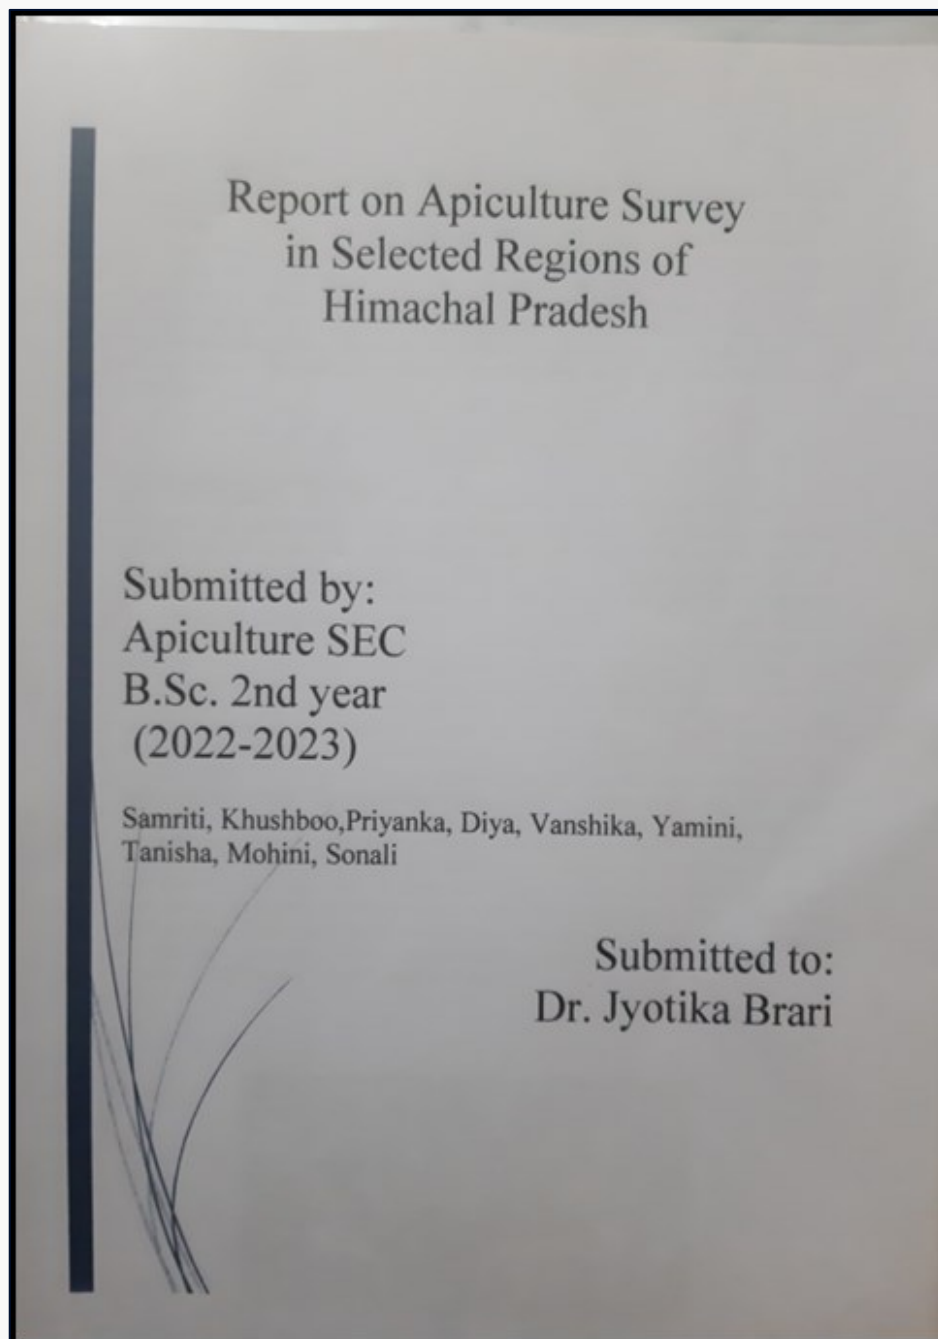 Report on Apiculture Survey
in Selected Regions of
Himachal Pradesh
Submitted by:
Apiculture SEC
B.Sc. 2nd year
(2022-2023)
Samriti, Khushboo,Priyanka, Diya, Vanshika, Yamini,
Tanisha, Mohini, Sonali
Submitted to:
Dr. Jyotika Brari